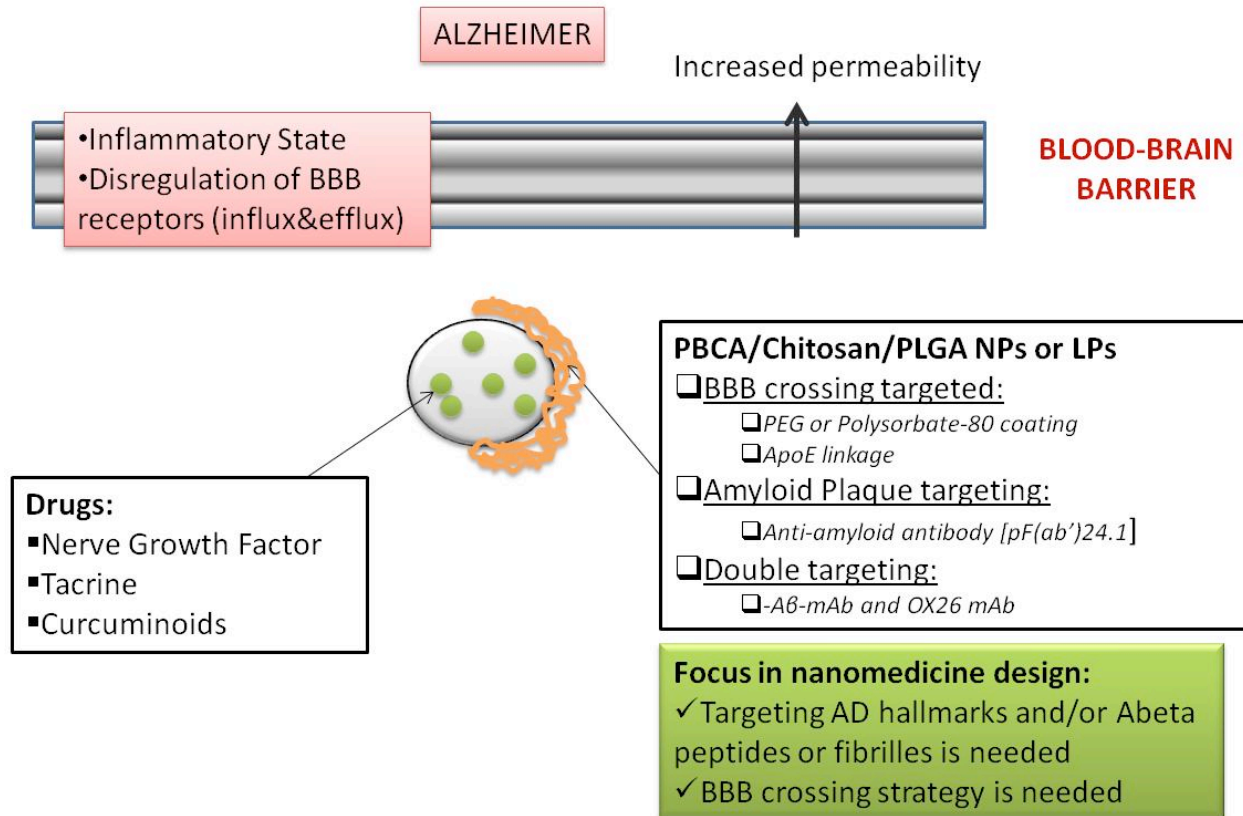 ALZHEIMER
Increased permeability
•Inflammatory State
•Disregulation of BBB
receptors (influx&efflux)
BLOOD-BRAIN
BARRIER
PBCA/Chitosan/PLGA NPs or LPs
❑BBB crossing targeted:
❑PEG or Polysorbate-80 coating
❑ApoE linkage
❑Amyloid Plaque targeting:
❑Anti-amyloid antibody [pF(ab’)24.1]
❑Double targeting:
❑-Aβ-mAb and OX26 mAb
Drugs:
▪Nerve Growth Factor
▪Tacrine
▪Curcuminoids
Focus in nanomedicine design:
✓Targeting AD hallmarks and/or Abeta
peptides or fibrilles is needed
✓BBB crossing strategy is needed